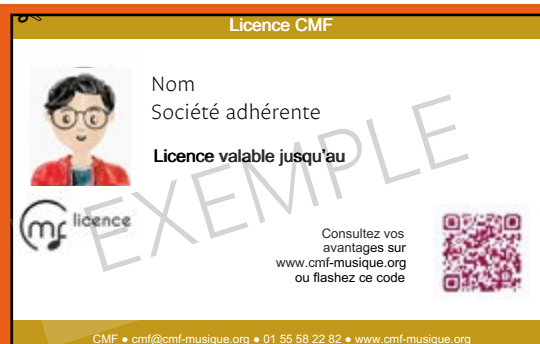 Licence CMF
Nom
Société adhérente
Licence valable jusqu'au
EXEMPLE
cmf licence
Consultez vos
avantages sur
www.cmf-musique.org
ou flashez ce code
CMF ● cmf@cmf-musique.org ● 01 55 58 22 82 ● www.cmf-musique.org